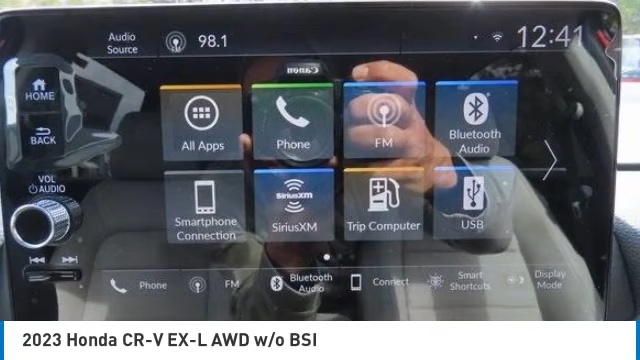 Audio
Source
98.1
12:41
HOME
Canon
BACK
All Apps
Phone
FM
Bluetooth
Audio
VOL
AUDIO
Smartphone
Connection
SiriusXM
SiriusXM
Trip Computer
USB
Phone
FM
Bluetooth
Audio
Connect
Smart
Shortcuts
Display
Mode
2023 Honda CR-V EX-L AWD w/o BSI